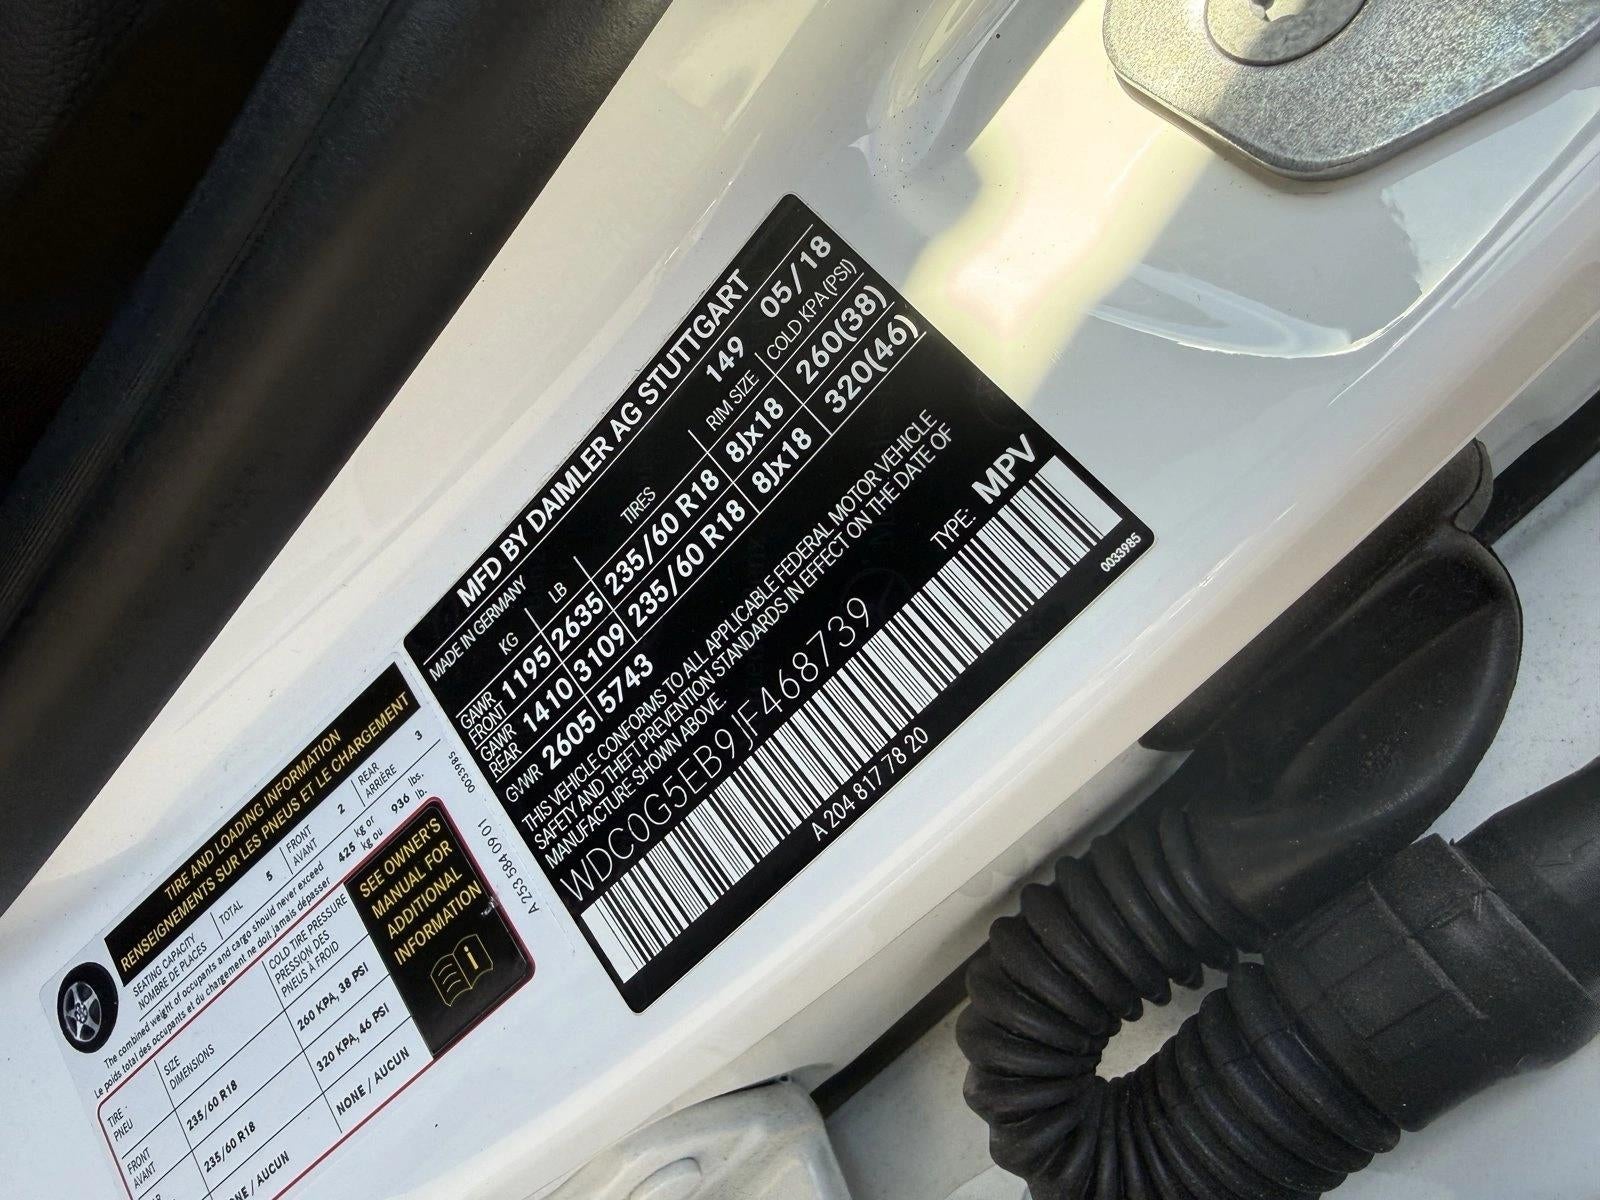 MFD BY DAIMLER AG STUTTGART
MADE IN GERMANY 149 05/18
KG LB TIRES RIM SIZE COLD KPA(PSI)
GAWR FRONT 1195 2635 235/60 R18 8Jx18 260(38)
GAWR REAR 1410 3109 235/60 R18 8Jx18 320(46)
GVWR 2605 5743
THIS VEHICLE CONFORMS TO ALL APPLICABLE FEDERAL MOTOR VEHICLE
SAFETY AND THEFT PREVENTION STANDARDS IN EFFECT ON THE DATE OF
MANUFACTURE SHOWN ABOVE.
TYPE: MPV
WDC0G5EB9JF468739
0033985
A 204 817 78 20
TIRE AND LOADING INFORMATION
RENSEIGNEMENTS SUR LES PNEUS ET LE CHARGEMENT
SEATING CAPACITY
NOMBRE DE PLACES
TOTAL 5
FRONT
AVANT 2
REAR
ARRIÈRE 3
The combined weight of occupants and cargo should never exceed 425 kg or 936 lbs.
Le poids total des occupants et du chargement ne doit jamais dépasser kg ou lb.
TIRE
PNEU
SIZE
DIMENSIONS
COLD TIRE PRESSURE
PRESSION DES
PNEUS À FROID
FRONT
AVANT 235/60 R18 260 KPA, 38 PSI
235/60 R18 320 KPA, 46 PSI
/ AUCUN NONE / AUCUN
SEE OWNER'S
MANUAL FOR
ADDITIONAL
INFORMATION
i
0033985
A 253 584 09 01